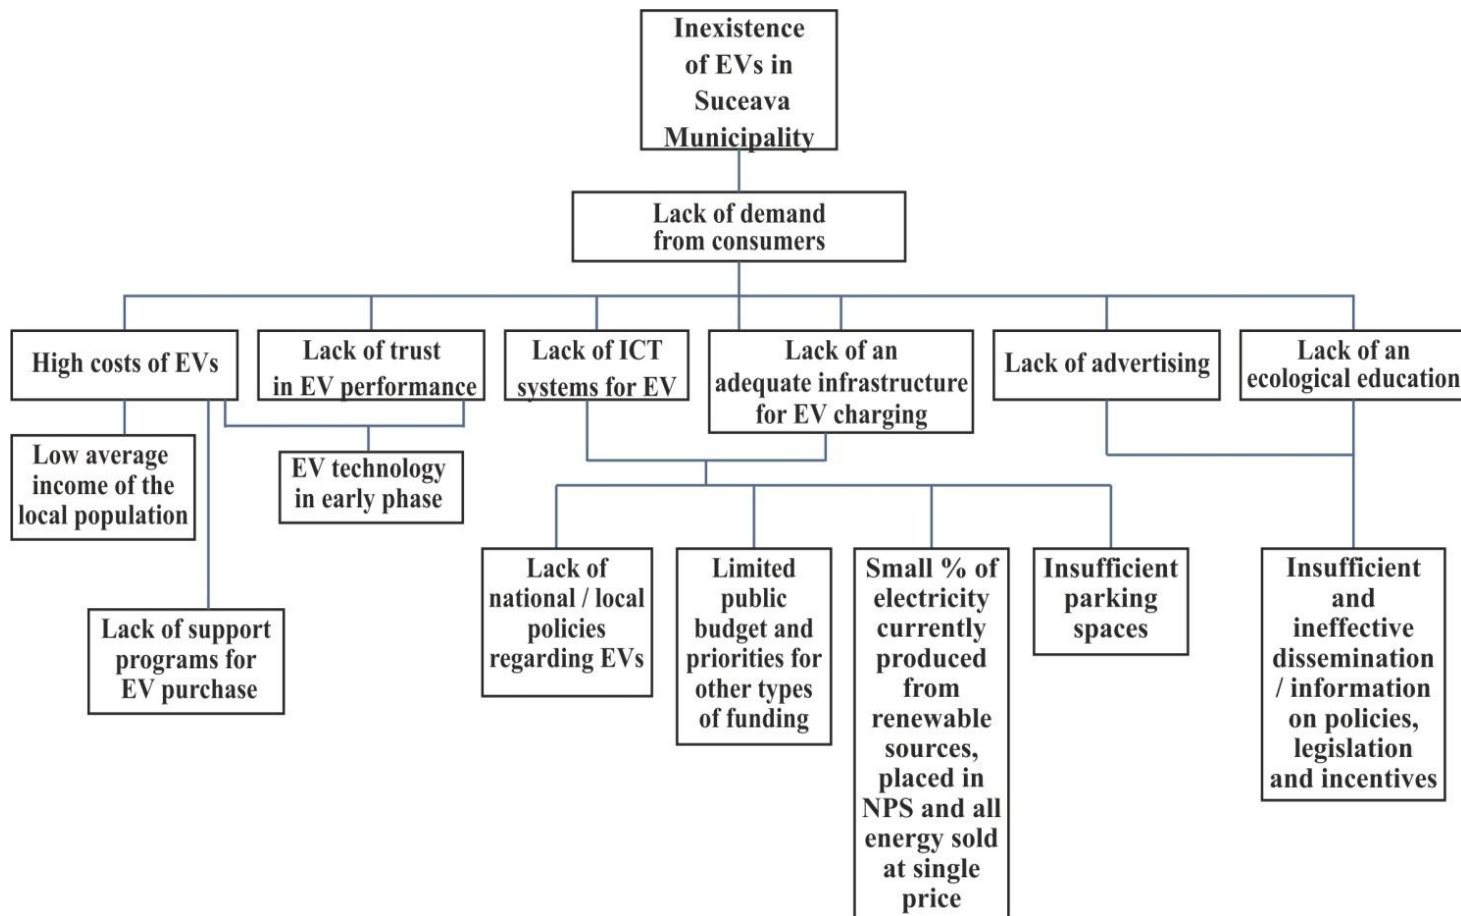 Inexistence
of EVs in
Suceava
Municipality
Lack of demand
from consumers
High costs of EVs
Lack of trust
in EV performance
Lack of ICT
systems for EV
Lack of an
adequate infrastructure
for EV charging
Lack of advertising
Lack of an
ecological education
Low average
income of the
local population
EV technology
in early phase
Lack of support
programs for
EV purchase
Lack of
national / local
policies
regarding EVs
Limited
public
budget and
priorities for
other types
of funding
Small % of
electricity
currently
produced
from
renewable
sources,
placed in
NPS and all
energy sold
at single
price
Insufficient
parking
spaces
Insufficient
and
ineffective
dissemination
/ information
on policies,
legislation
and incentives